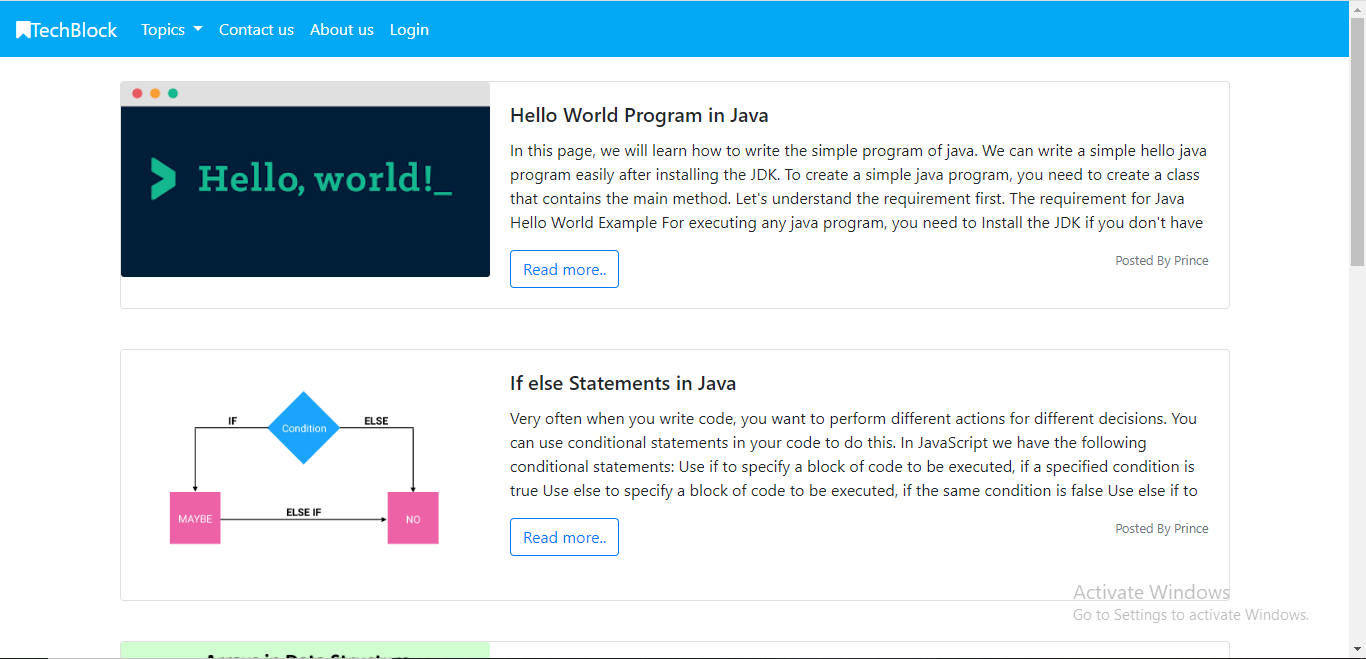 TechBlock Topics Contact us About us Login
Hello, world!_
Hello World Program in Java
In this page, we will learn how to write the simple program of java. We can write a simple hello java
program easily after installing the JDK. To create a simple java program, you need to create a class
that contains the main method. Let's understand the requirement first. The requirement for Java
Hello World Example For executing any java program, you need to Install the JDK if you don't have
Read more..
Posted By Prince
IF
Condition
ELSE
MAYBE
ELSE IF
NO
If else Statements in Java
Very often when you write code, you want to perform different actions for different decisions. You
can use conditional statements in your code to do this. In JavaScript we have the following
conditional statements: Use if to specify a block of code to be executed, if a specified condition is
true Use else to specify a block of code to be executed, if the same condition is false Use else if to
Read more..
Posted By Prince
Activate Windows
Go to Settings to activate Windows.